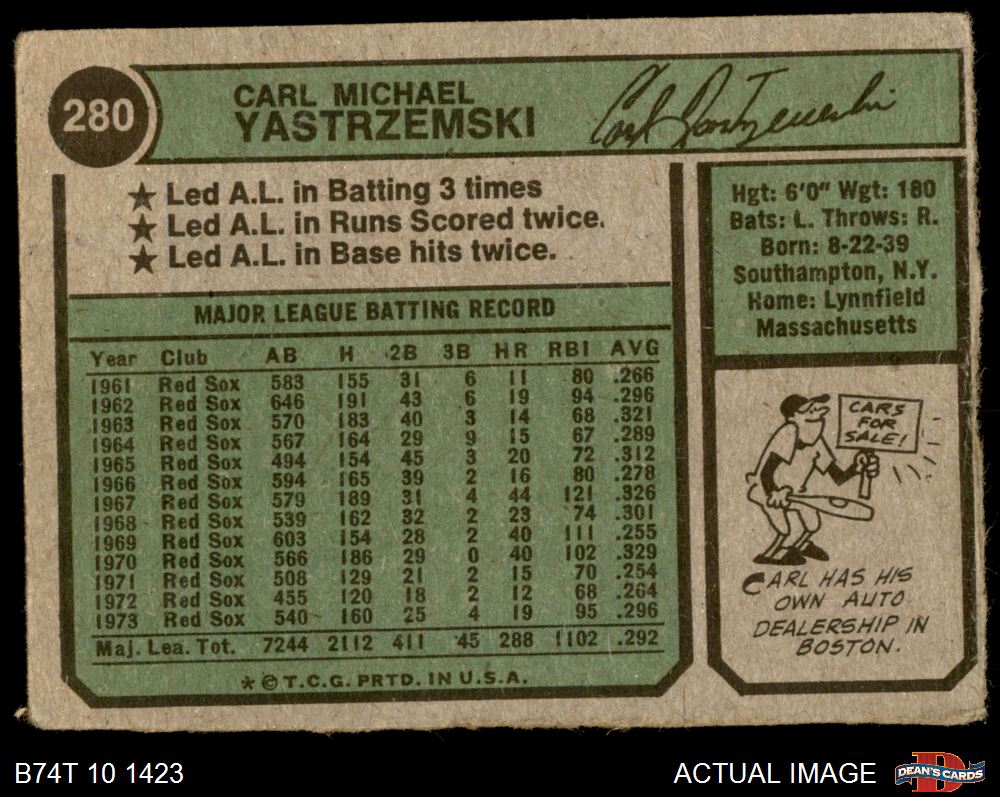 280
CARL MICHAEL
YASTRZEMSKI
Carl Yastrzemski
★ Led A.L. in Batting 3 times
★ Led A.L. in Runs Scored twice.
★ Led A.L. in Base hits twice.
Hgt: 6'0" Wgt: 180
Bats: L. Throws: R.
Born: 8-22-39
Southampton, N.Y.
Home: Lynnfield
Massachusetts
MAJOR LEAGUE BATTING RECORD
Year Club AB H 2B 3B HR RBI AVG
1961 Red Sox 583 155 31 6 11 80 .266
1962 Red Sox 646 191 43 6 19 94 .296
1963 Red Sox 570 183 40 3 14 68 .321
1964 Red Sox 567 164 29 9 15 67 .289
1965 Red Sox 494 154 45 3 20 72 .312
1966 Red Sox 594 165 39 2 16 80 .278
1967 Red Sox 579 189 31 4 44 121 .326
1968 Red Sox 539 162 32 2 23 74 .301
1969 Red Sox 603 154 28 2 40 111 .255
1970 Red Sox 566 186 29 0 40 102 .329
1971 Red Sox 508 129 21 2 15 70 .254
1972 Red Sox 455 120 18 2 12 68 .264
1973 Red Sox 540 160 25 4 19 95 .296
Maj. Lea. Tot. 7244 2112 411 45 288 1102 .292
* © T.C.G. PRTD. IN U.S.A.
CARS
FOR
SALE!
CARL HAS HIS
OWN AUTO
DEALERSHIP IN
BOSTON.
B74T 10 1423
ACTUAL IMAGE
D
DEAN'S CARDS